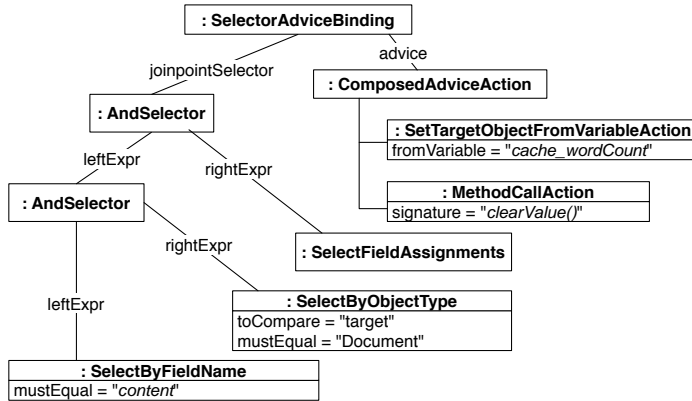 : SelectorAdviceBinding
joinpointSelector
advice
: ComposedAdviceAction
: AndSelector
: SetTargetObjectFromVariableAction
fromVariable = "cache_wordCount"
leftExpr
rightExpr
: MethodCallAction
signature = "clearValue()"
: AndSelector
rightExpr
: SelectFieldAssignments
leftExpr
: SelectByObjectType
toCompare = "target"
mustEqual = "Document"
: SelectByFieldName
mustEqual = "content"